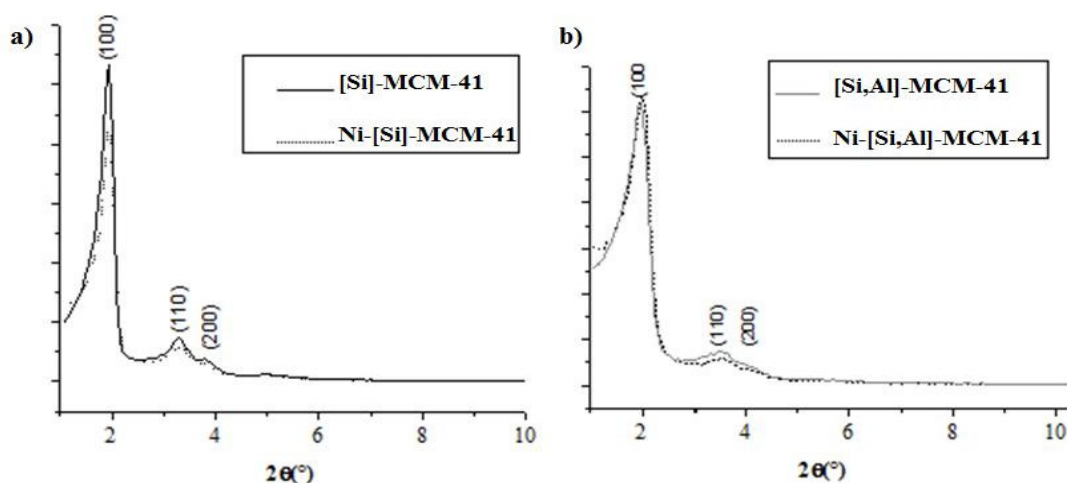 a)
(100)
[Si]-MCM-41
Ni-[Si]-MCM-41
(110)
(200)
2 4 6 8 10
2θ(°)
b)
(100
[Si,Al]-MCM-41
Ni-[Si,Al]-MCM-41
(110)
(200)
2 4 6 8 10
2θ(°)